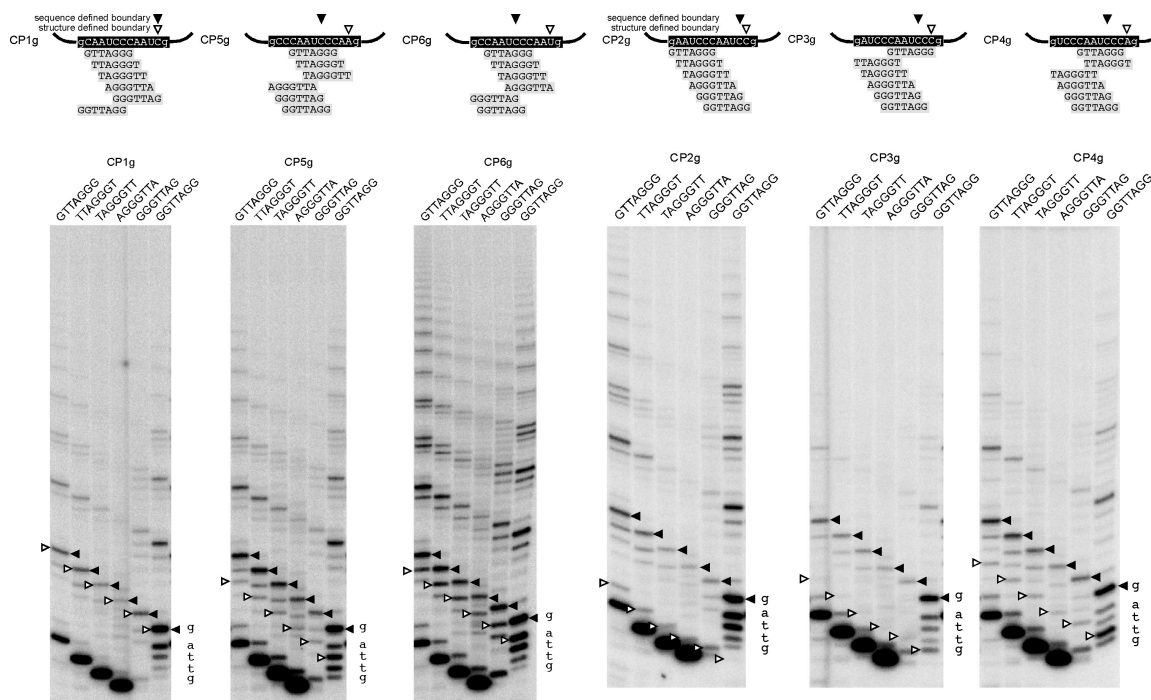 sequence defined boundary
structure defined boundary
CP1g
gCAAUCCCAAUCg
GTTAGGG
TTAGGGT
TAGGGTT
AGGGTTA
GGGTTAG
GGTTAGG
CP5g
gCCCAAUCCCAAg
GTTAGGG
TTAGGGT
TAGGGTT
AGGGTTA
GGGTTAG
GGTTAGG
CP6g
gCCAAUCCCAAUg
GTTAGGG
TTAGGGT
TAGGGTT
AGGGTTA
GGGTTAG
GGTTAGG
sequence defined boundary
structure defined boundary
CP2g
gAAUCCCAAUCCg
GTTAGGG
TTAGGGT
TAGGGTT
AGGGTTA
GGGTTAG
GGTTAGG
CP3g
gAUCCCAAUCCCg
GTTAGGG
TTAGGGT
TAGGGTT
AGGGTTA
GGGTTAG
GGTTAGG
CP4g
gUCCCAAUCCCAg
GTTAGGG
TTAGGGT
TAGGGTT
AGGGTTA
GGGTTAG
GGTTAGG
CP1g
GTTAGGG
TTAGGGT
TAGGGTT
AGGGTTA
GGGTTAG
GGTTAGG
g
a
t
t
g
CP5g
GTTAGGG
TTAGGGT
TAGGGTT
AGGGTTA
GGGTTAG
GGTTAGG
g
a
t
t
g
CP6g
GTTAGGG
TTAGGGT
TAGGGTT
AGGGTTA
GGGTTAG
GGTTAGG
g
a
t
t
g
CP2g
GTTAGGG
TTAGGGT
TAGGGTT
AGGGTTA
GGGTTAG
GGTTAGG
g
a
t
t
g
CP3g
GTTAGGG
TTAGGGT
TAGGGTT
AGGGTTA
GGGTTAG
GGTTAGG
g
a
t
t
g
CP4g
GTTAGGG
TTAGGGT
TAGGGTT
AGGGTTA
GGGTTAG
GGTTAGG
g
a
t
t
g